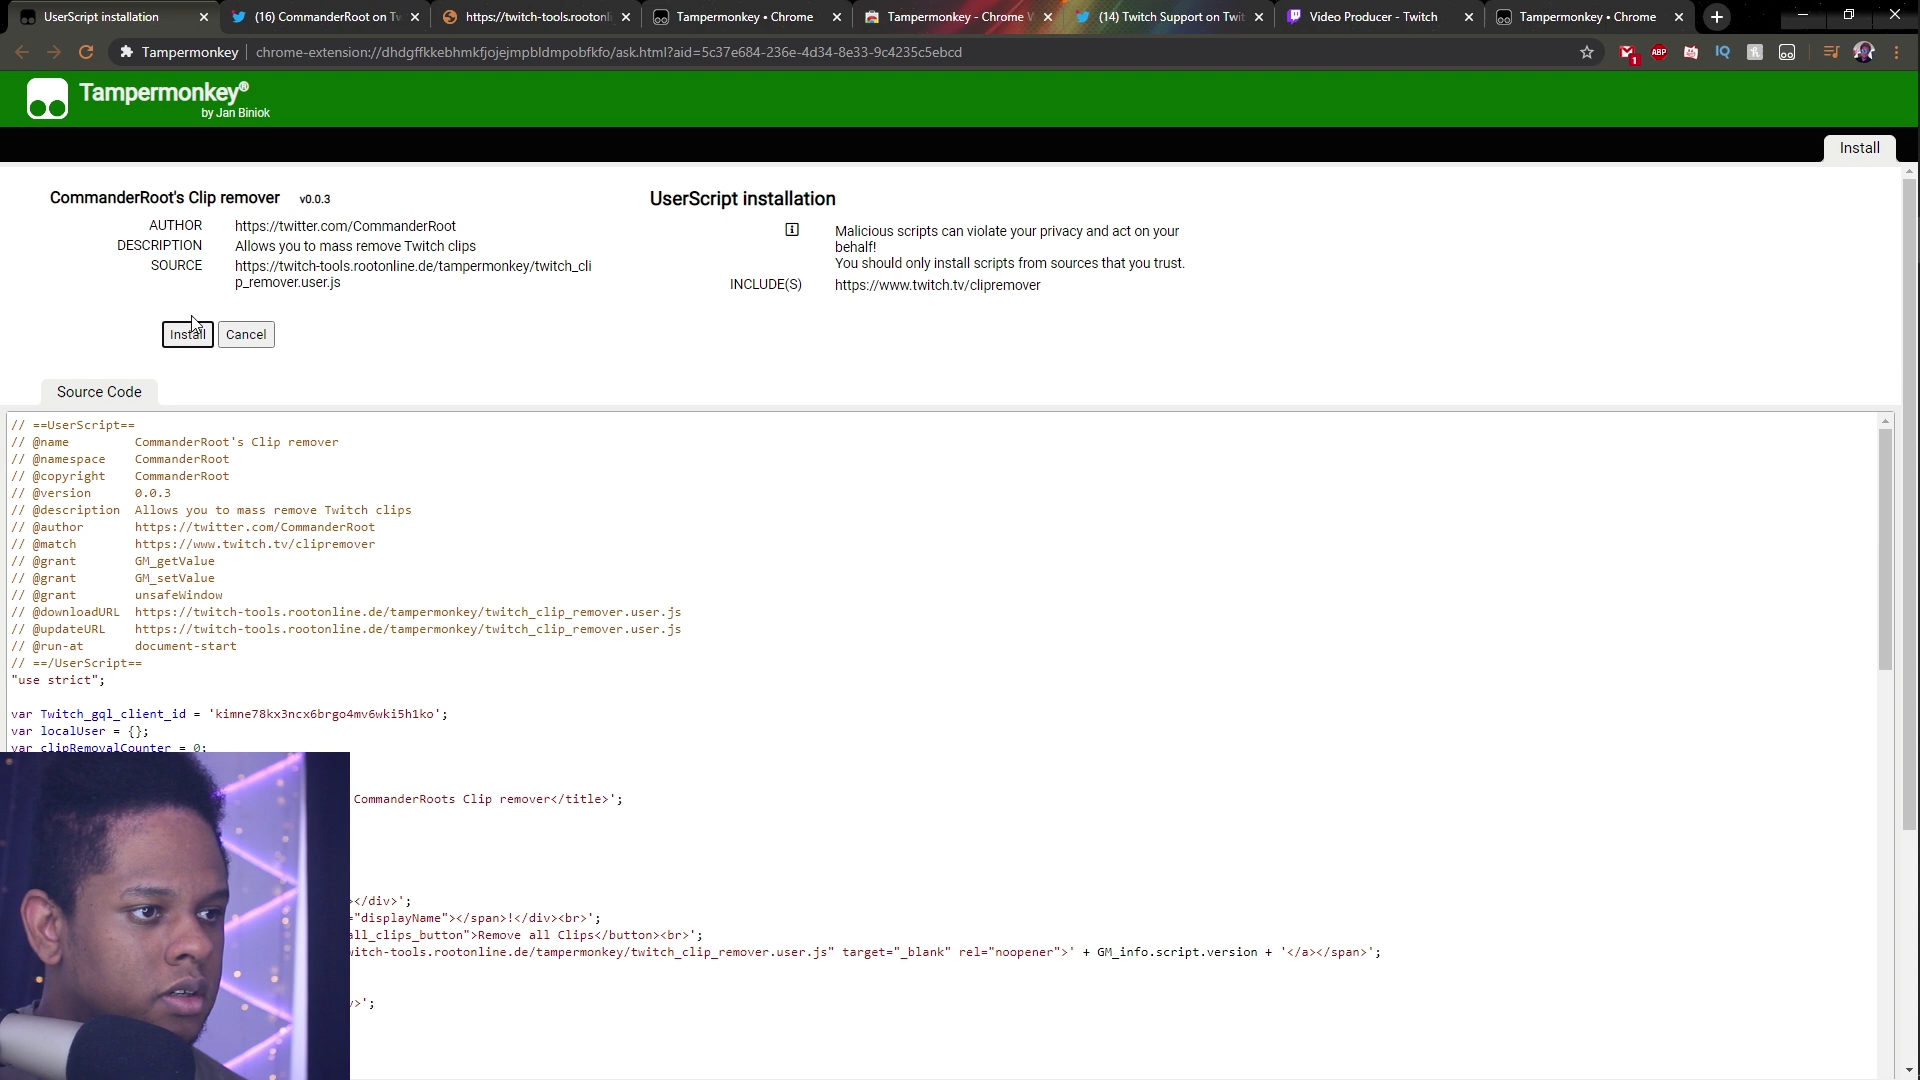 UserScript installation
(16) CommanderRoot on Tw
https://twitch-tools.rootonli
Tampermonkey • Chrome
Tampermonkey - Chrome W
(14) Twitch Support on Twit
Video Producer - Twitch
Tampermonkey • Chrome
Tampermonkey
chrome-extension://dhdgffkkebhmkfjojejmpbldmpobfkfo/ask.html?aid=5c37e684-236e-4d34-8e33-9c4235c5ebcd
1
ABP
IQ
Tampermonkey®
by Jan Biniok
Install
CommanderRoot's Clip remover v0.0.3
AUTHOR https://twitter.com/CommanderRoot
DESCRIPTION Allows you to mass remove Twitch clips
SOURCE https://twitch-tools.rootonline.de/tampermonkey/twitch_cli
p_remover.user.js
UserScript installation
Malicious scripts can violate your privacy and act on your
behalf!
You should only install scripts from sources that you trust.
INCLUDE(S) https://www.twitch.tv/clipremover
Install
Cancel
Source Code
// ==UserScript==
// @name CommanderRoot's Clip remover
// @namespace CommanderRoot
// @copyright CommanderRoot
// @version 0.0.3
// @description Allows you to mass remove Twitch clips
// @author https://twitter.com/CommanderRoot
// @match https://www.twitch.tv/clipremover
// @grant GM_getValue
// @grant GM_setValue
// @grant unsafeWindow
// @downloadURL https://twitch-tools.rootonline.de/tampermonkey/twitch_clip_remover.user.js
// @updateURL https://twitch-tools.rootonline.de/tampermonkey/twitch_clip_remover.user.js
// @run-at document-start
// ==/UserScript==
"use strict";
var Twitch_gql_client_id = 'kimne78kx3ncx6brgo4mv6wki5h1ko';
var localUser = {};
var clipRemovalCounter = 0;
CommanderRoots Clip remover</title>';
></div>';
="displayName"></span>!</div><br>';
all_clips_button">Remove all Clips</button><br>';
witch-tools.rootonline.de/tampermonkey/twitch_clip_remover.user.js" target="_blank" rel="noopener">' + GM_info.script.version + '</a></span>';
>';